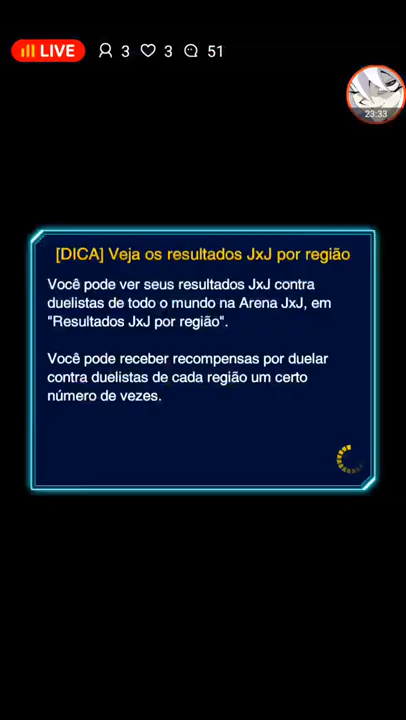 LIVE 3 3 51
23:33
[DICA] Veja os resultados JxJ por região
Você pode ver seus resultados JxJ contra
duelistas de todo o mundo na Arena JxJ, em
"Resultados JxJ por região".
Você pode receber recompensas por duelar
contra duelistas de cada região um certo
número de vezes.